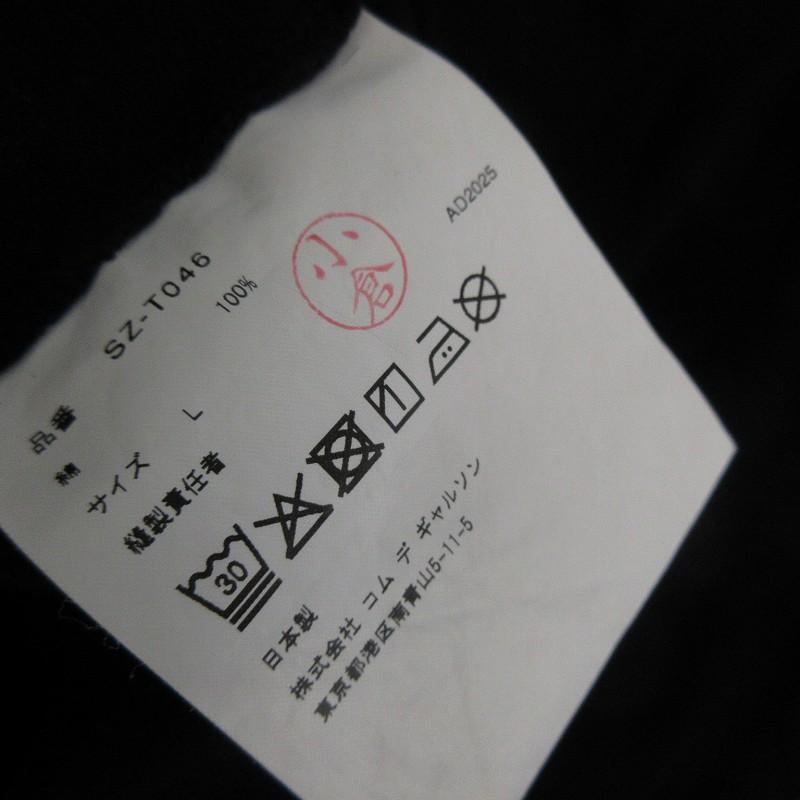 AD2025
品番 SZ-T046
綿 100%
サイズ L
縫製責任者
小倉
30
日本製
株式会社 コム デ ギャルソン
東京都港区南青山5-11-5